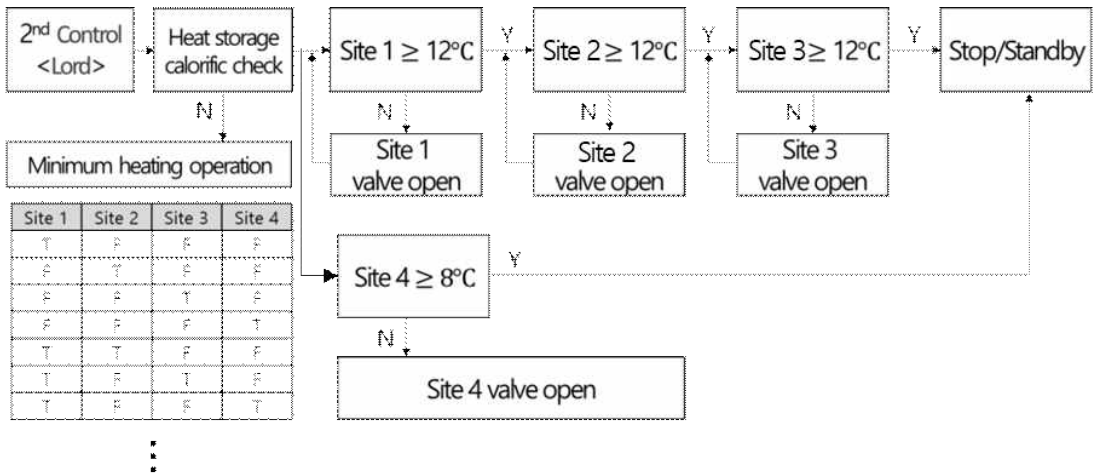 2nd Control
<Lord>
Heat storage
calorific check
Site 1 ≥ 12℃
Y
Site 2 ≥ 12℃
Y
Site 3 ≥ 12℃
Y
Stop/Standby
N
N
N
N
Minimum heating operation
Site 1
valve open
Site 2
valve open
Site 3
valve open
Site 1 Site 2 Site 3 Site 4
T F F F
F T F F
F F T F
F F F T
T T F F
T F T F
T F F T
Site 4 ≥ 8℃
Y
N
Site 4 valve open